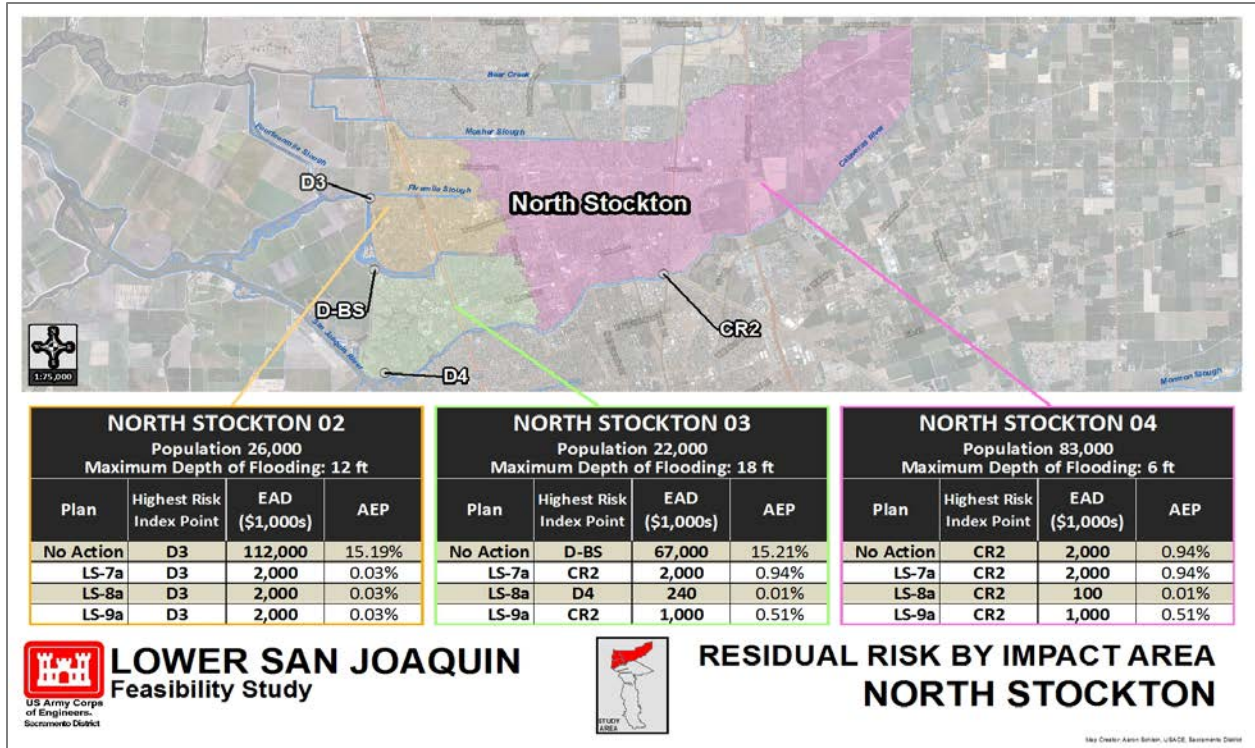 Bear Creek
Mosher Slough
Fourteenmile Slough
Calaveras River
D3
Fivemile Slough
North Stockton
D-BS
San Joaquin River
CR2
D4
Mormon Slough
1:75,000
NORTH STOCKTON 02
Population 26,000
Maximum Depth of Flooding: 12 ft
Plan Highest Risk Index Point EAD ($1,000s) AEP
No Action D3 112,000 15.19%
LS-7a D3 2,000 0.03%
LS-8a D3 2,000 0.03%
LS-9a D3 2,000 0.03%
NORTH STOCKTON 03
Population 22,000
Maximum Depth of Flooding: 18 ft
Plan Highest Risk Index Point EAD ($1,000s) AEP
No Action D-BS 67,000 15.21%
LS-7a CR2 2,000 0.94%
LS-8a D4 240 0.01%
LS-9a CR2 1,000 0.51%
NORTH STOCKTON 04
Population 83,000
Maximum Depth of Flooding: 6 ft
Plan Highest Risk Index Point EAD ($1,000s) AEP
No Action CR2 2,000 0.94%
LS-7a CR2 2,000 0.94%
LS-8a CR2 100 0.01%
LS-9a CR2 1,000 0.51%
US Army Corps
of Engineers.
Sacramento District
LOWER SAN JOAQUIN
Feasibility Study
STUDY
AREA
RESIDUAL RISK BY IMPACT AREA
NORTH STOCKTON
Map Creator: Aaron
USACE, Sacramento District